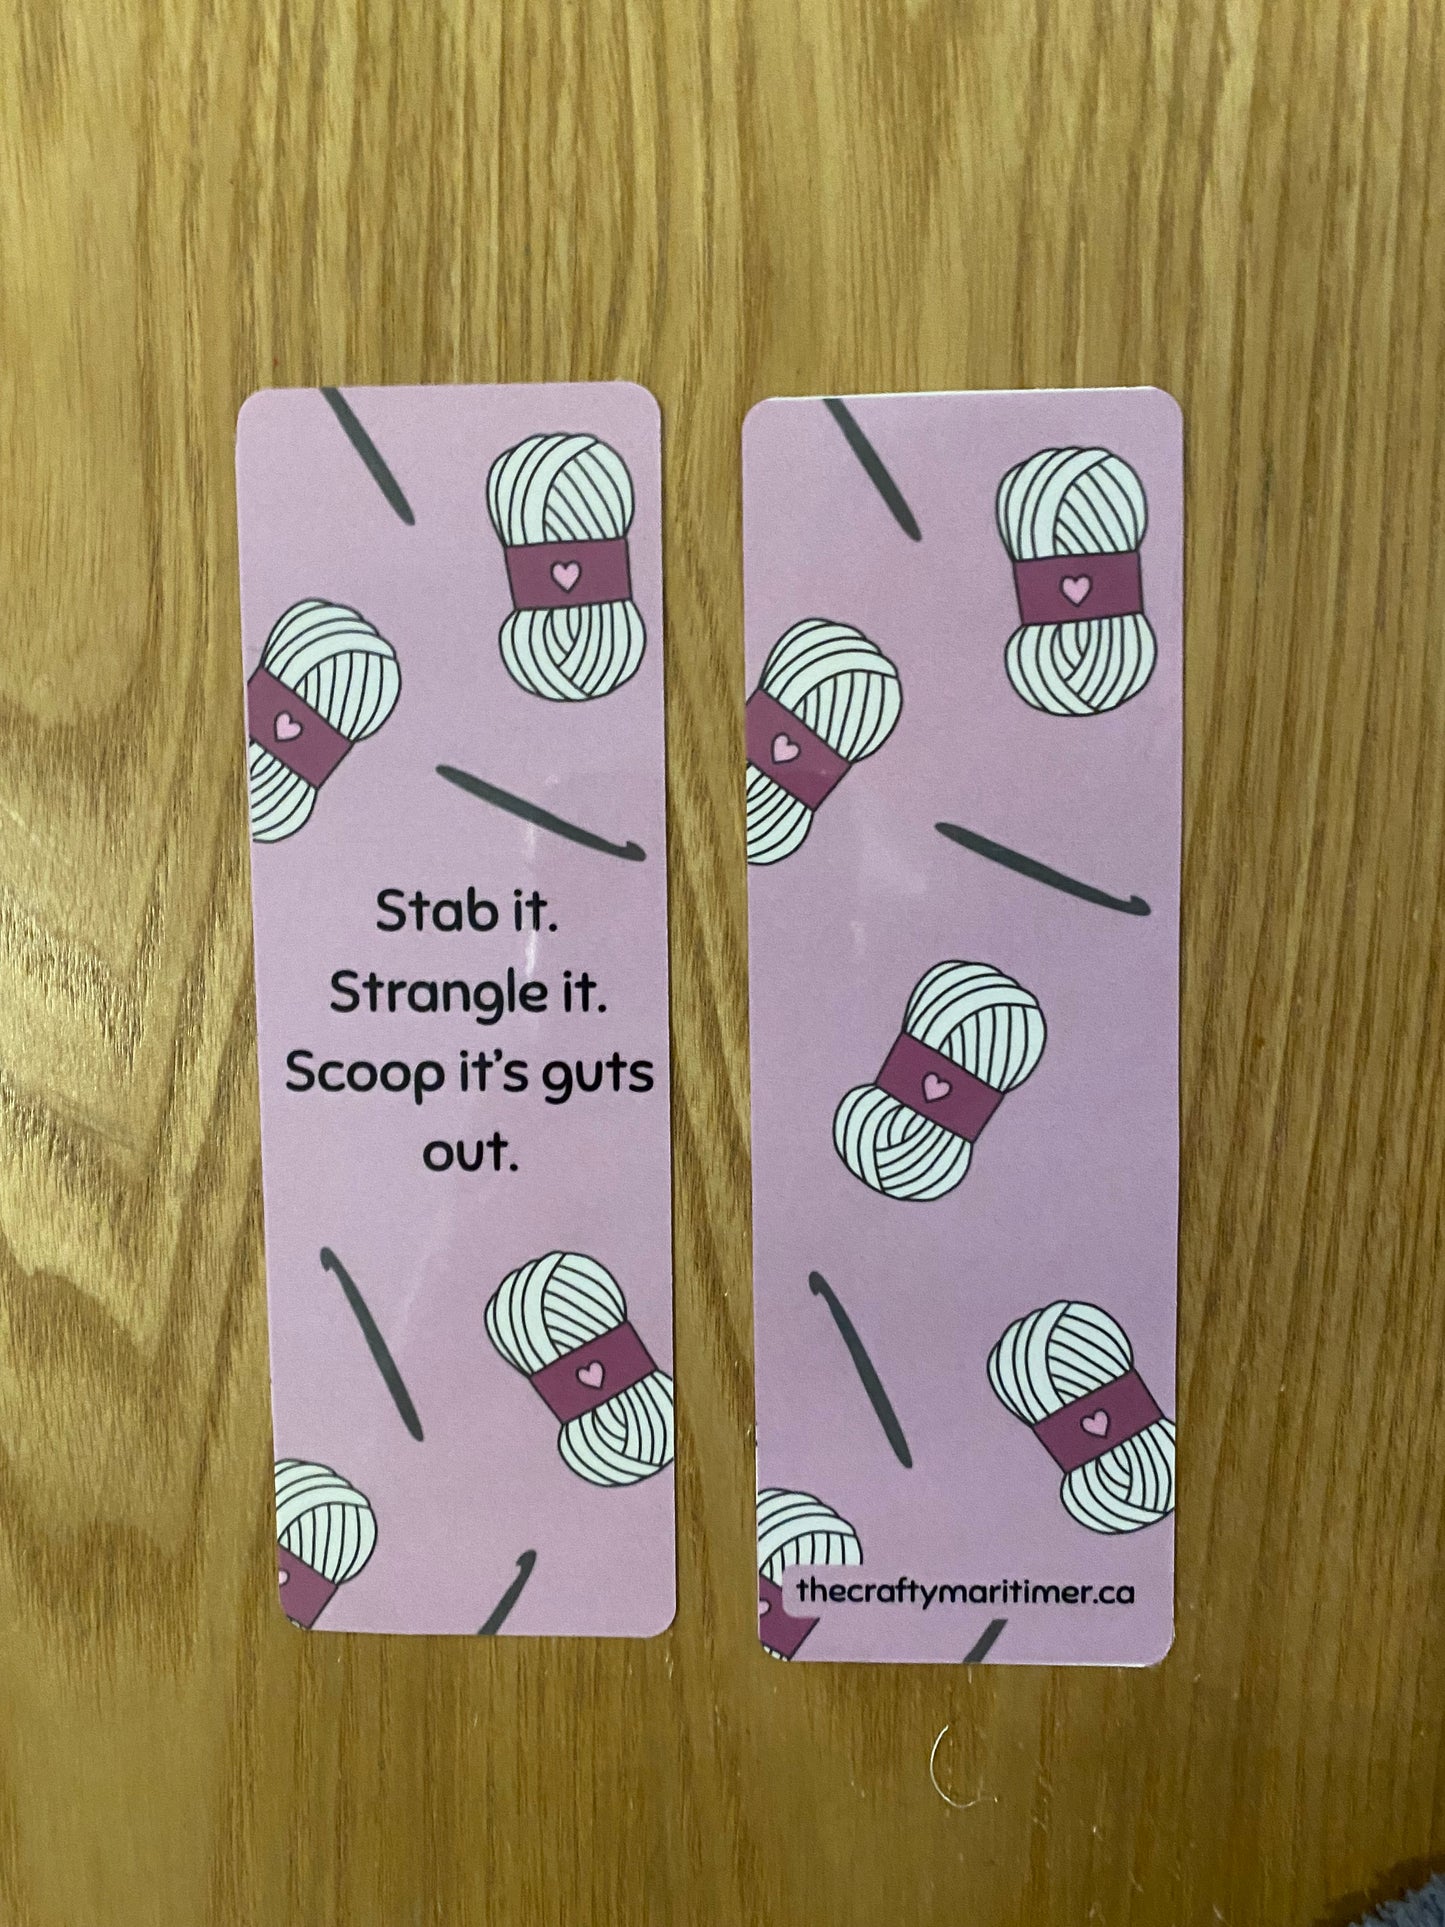 Stab it.
Strangle it.
Scoop it's guts
out.
thecraftymaritimer.ca